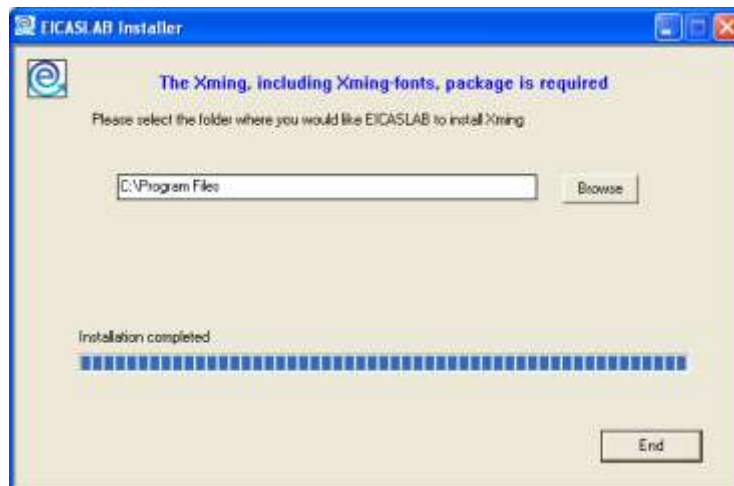 EICASLAB Installer
The Xming, including Xming-fonts, package is required
Please select the folder where you would like EICASLAB to install Xming
C:\Program Files
Browse
Installation completed
End